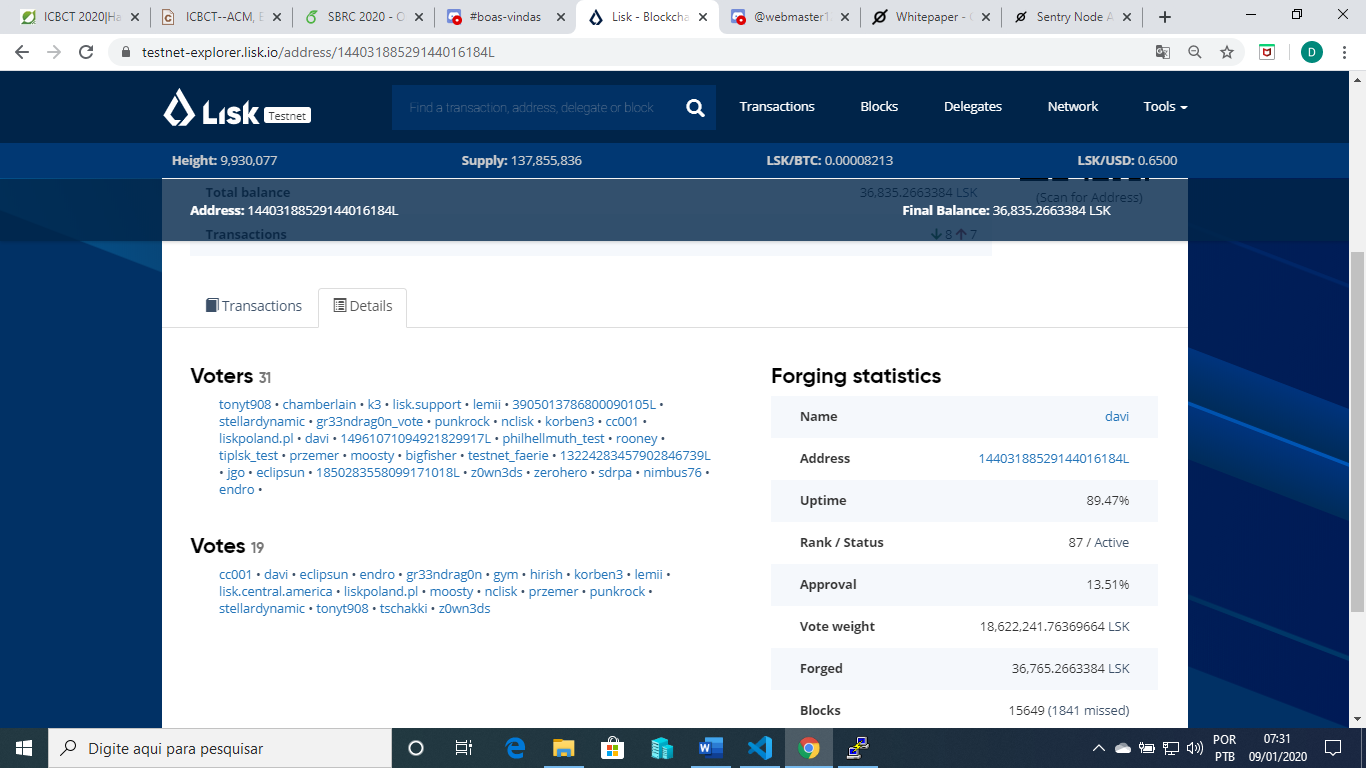 ICBCT 2020|Ha
ICBCT--ACM, E
SBRC 2020 - O
#boas-vindas
Lisk - Blockcha
@webmaster1
Whitepaper - 
Sentry Node A
testnet-explorer.lisk.io/address/14403188529144016184L
D
Lisk Testnet
Find a transaction, address, delegate or block
Transactions
Blocks
Delegates
Network
Tools
Height: 9,930,077
Supply: 137,855,836
LSK/BTC: 0.00008213
LSK/USD: 0.6500
Total balance 36,835.2663384 LSK
(Scan for Address)
Address: 14403188529144016184L
Final Balance: 36,835.2663384 LSK
Transactions 8 7
Transactions
Details
Voters 31
tonyt908 • chamberlain • k3 • lisk.support • lemii • 3905013786800090105L •
stellardynamic • gr33ndrag0n_vote • punkrock • nclisk • korben3 • cc001 •
liskpoland.pl • davi • 14961071094921829917L • philhellmuth_test • rooney •
tiplsk_test • przemer • moosty • bigfisher • testnet_faerie • 13224283457902846739L
• jgo • eclipsun • 1850283558099171018L • z0wn3ds • zerohero • sdrpa • nimbus76 •
endro •
Votes 19
cc001 • davi • eclipsun • endro • gr33ndrag0n • gym • hirish • korben3 • lemii •
lisk.central.america • liskpoland.pl • moosty • nclisk • przemer • punkrock •
stellardynamic • tonyt908 • tschakki • z0wn3ds
Forging statistics
Name davi
Address 14403188529144016184L
Uptime 89.47%
Rank / Status 87 / Active
Approval 13.51%
Vote weight 18,622,241.76369664 LSK
Forged 36,765.2663384 LSK
Blocks 15649 (1841 missed)
Digite aqui para pesquisar
POR
PTB
07:31
09/01/2020